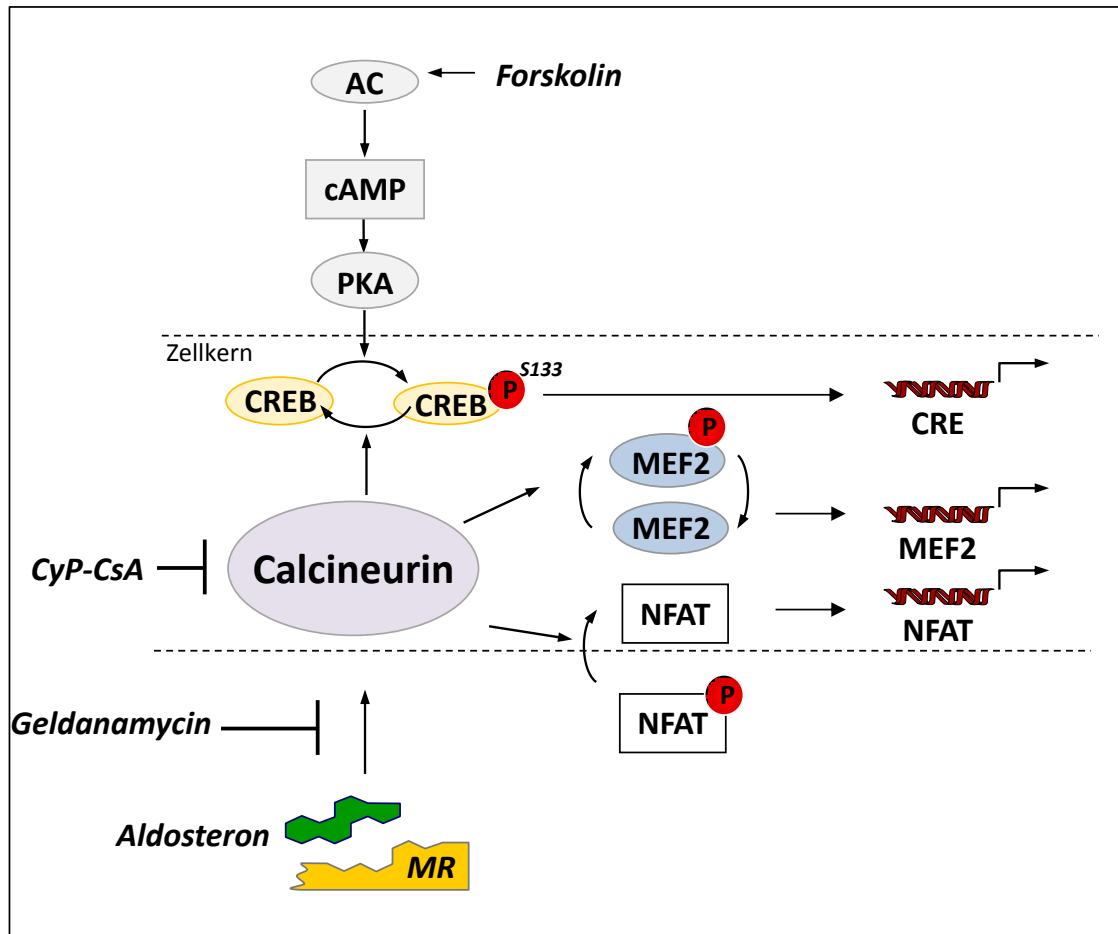 AC
Forskolin
cAMP
PKA
Zellkern
CREB
CREB
P
S133
CRE
P
MEF2
MEF2
MEF2
CyP-CsA
Calcineurin
NFAT
NFAT
P
NFAT
Geldanamycin
Aldosteron
MR